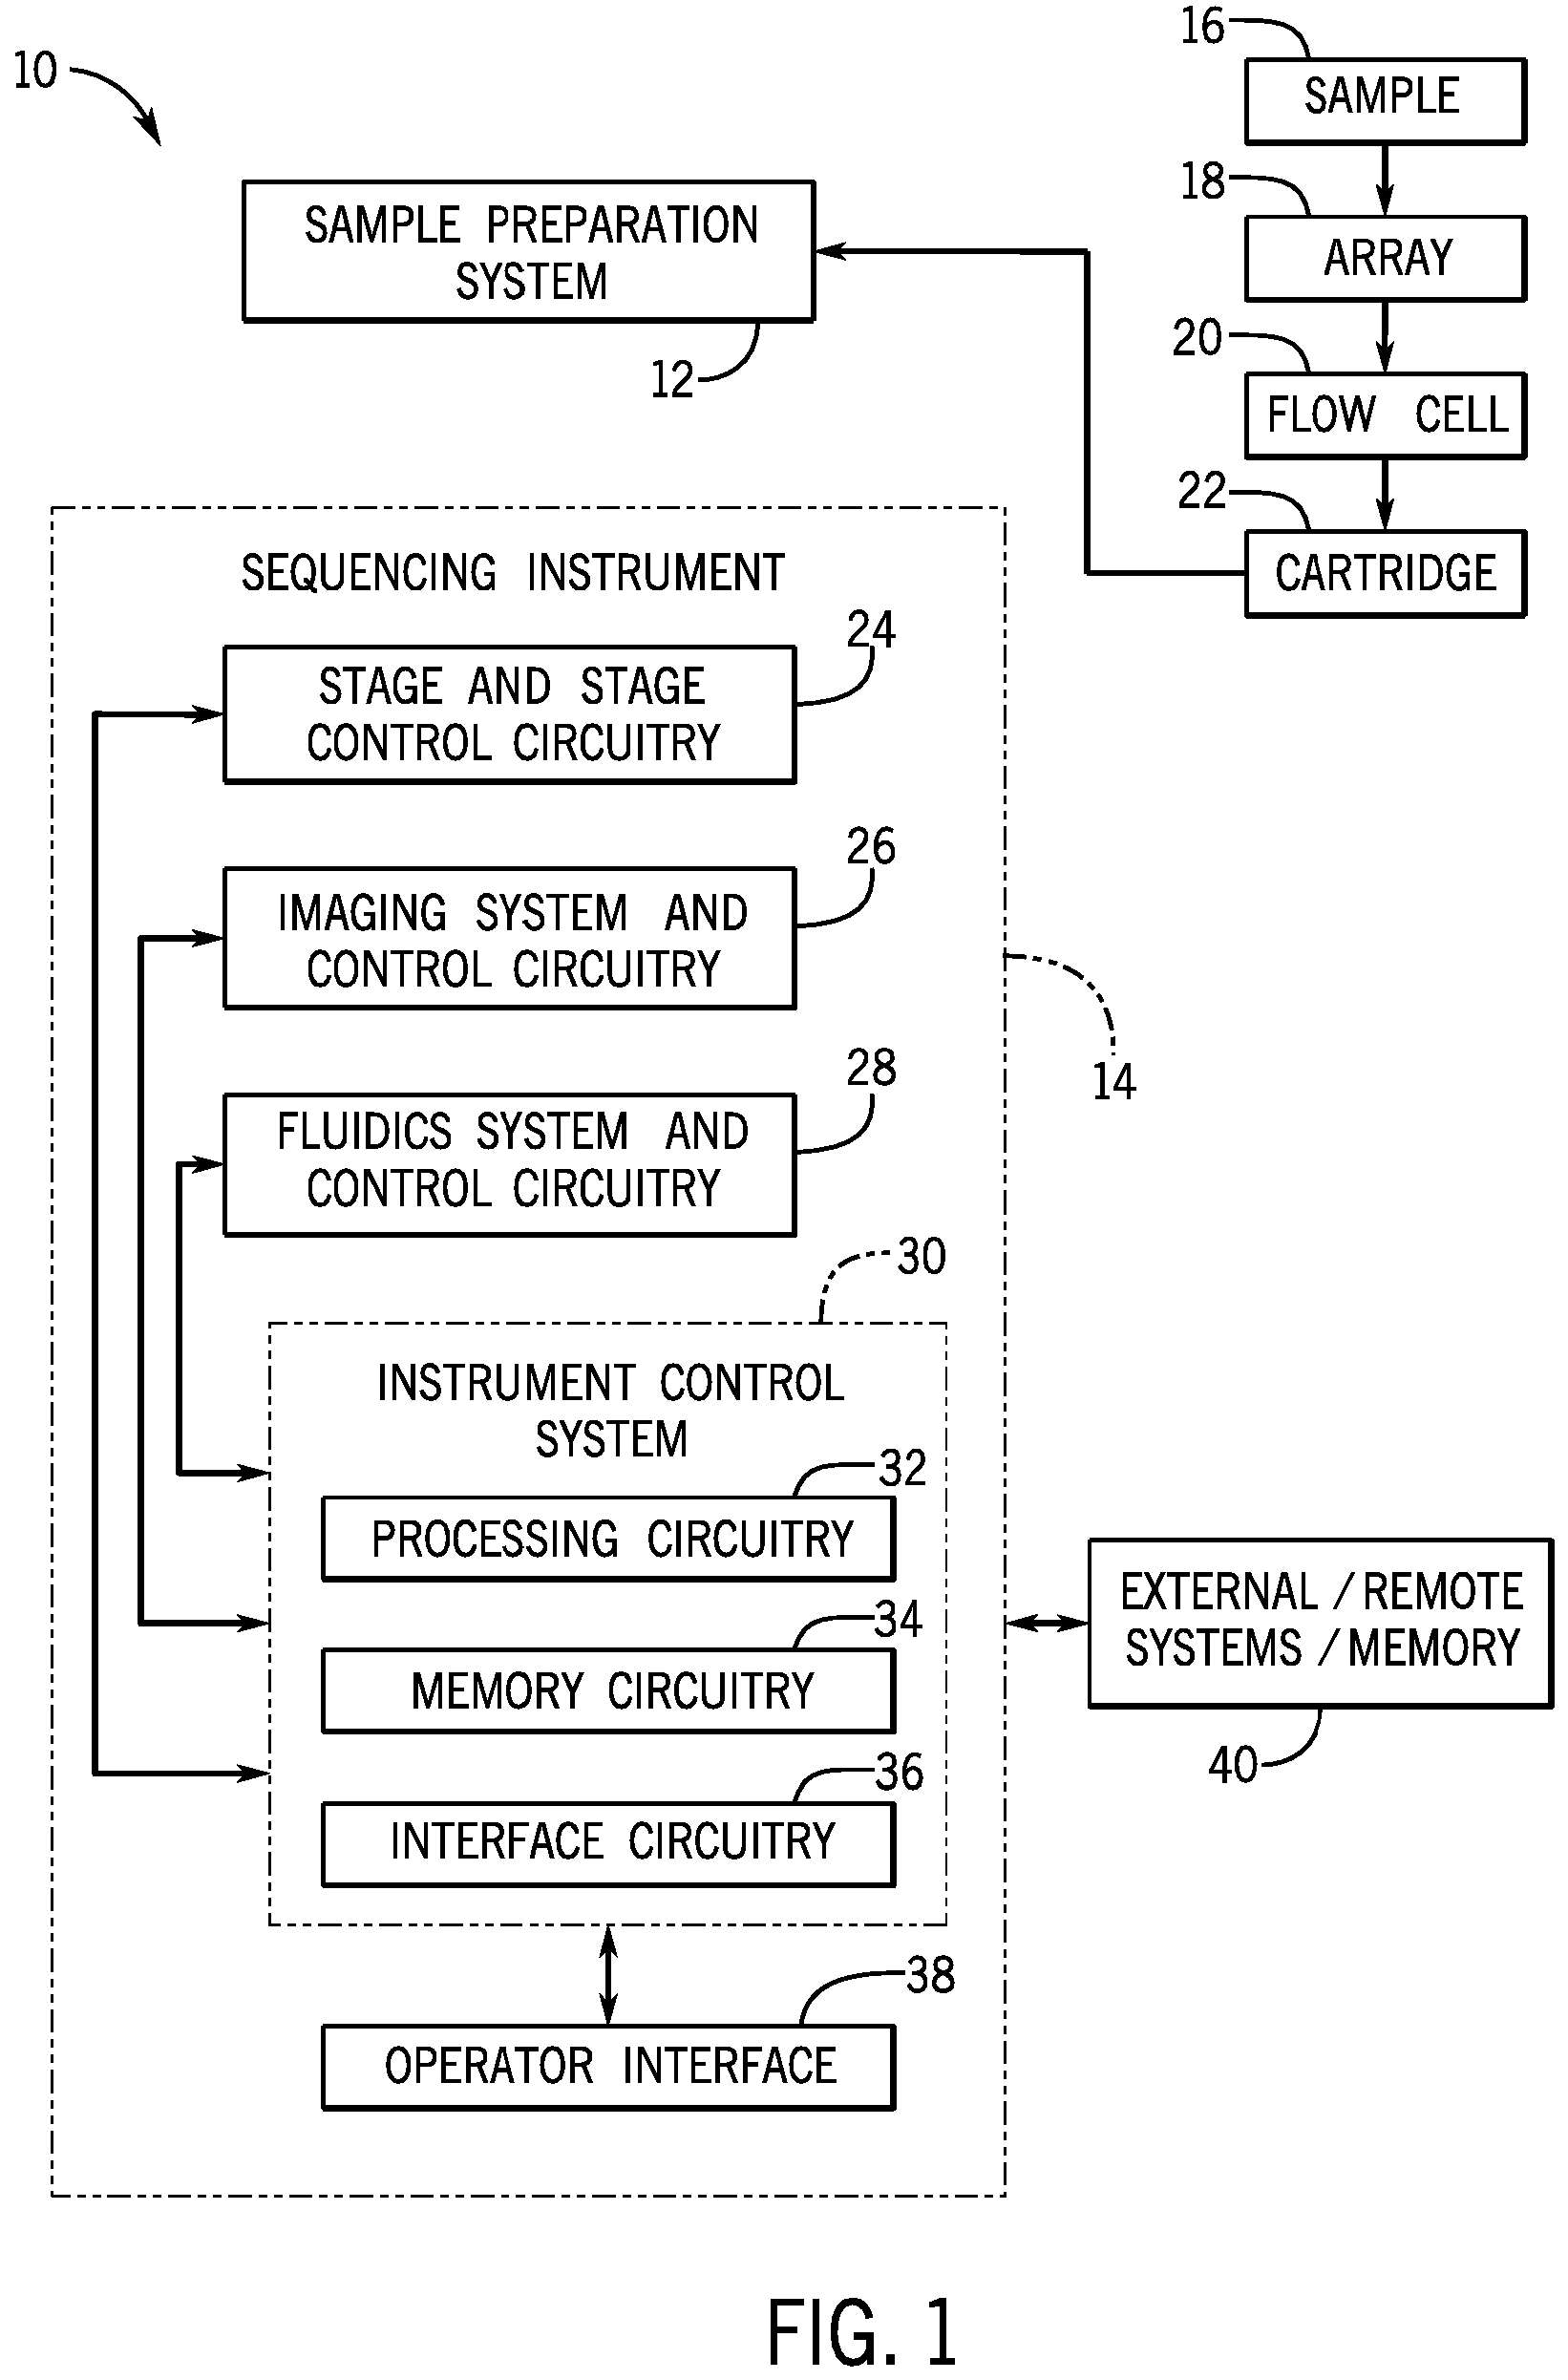 10
16
SAMPLE
18
ARRAY
SAMPLE PREPARATION
SYSTEM
12
20
FLOW CELL
22
CARTRIDGE
SEQUENCING INSTRUMENT
24
STAGE AND STAGE
CONTROL CIRCUITRY
26
IMAGING SYSTEM AND
CONTROL CIRCUITRY
14
28
FLUIDICS SYSTEM AND
CONTROL CIRCUITRY
30
INSTRUMENT CONTROL
SYSTEM
32
PROCESSING CIRCUITRY
34
MEMORY CIRCUITRY
36
INTERFACE CIRCUITRY
EXTERNAL / REMOTE
SYSTEMS / MEMORY
40
38
OPERATOR INTERFACE
FIG. 1